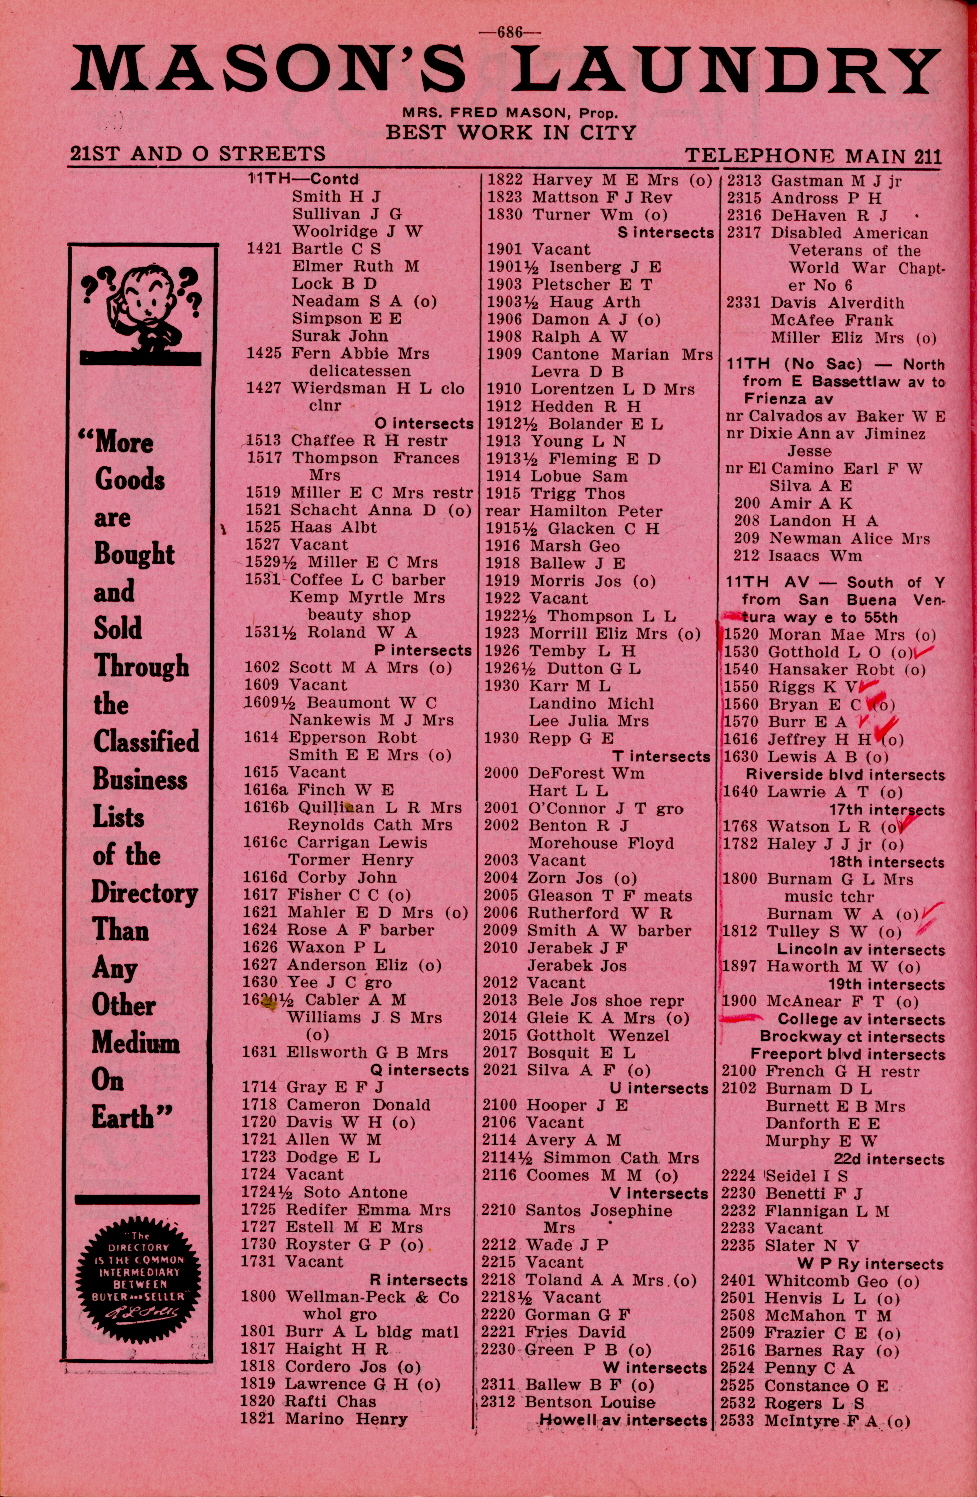 —686—
MASON'S LAUNDRY
MRS. FRED MASON, Prop.
BEST WORK IN CITY
21ST AND O STREETS
TELEPHONE MAIN 211
"More
Goods
are
Bought
and
Sold
Through
the
Classified
Business
Lists
of the
Directory
Than
Any
Other
Medium
On
Earth"
"The
DIRECTORY
IS THE COMMON
INTERMEDIARY
BETWEEN
BUYER AND SELLER"
11TH—Contd
Smith H J
Sullivan J G
Woolridge J W
1421 Bartle C S
Elmer Ruth M
Lock B D
Neadam S A (o)
Simpson E E
Surak John
1425 Fern Abbie Mrs
delicatessen
1427 Wierdsman H L clo
clnr
O intersects
1513 Chaffee R H restr
1517 Thompson Frances
Mrs
1519 Miller E C Mrs restr
1521 Schacht Anna D (o)
1525 Haas Albt
1527 Vacant
1529½ Miller E C Mrs
1531 Coffee L C barber
Kemp Myrtle Mrs
beauty shop
1531½ Roland W A
P intersects
1602 Scott M A Mrs (o)
1609 Vacant
1609½ Beaumont W C
Nankewis M J Mrs
1614 Epperson Robt
Smith E E Mrs (o)
1615 Vacant
1616a Finch W E
1616b Quillinan L R Mrs
Reynolds Cath Mrs
1616c Carrigan Lewis
Tormer Henry
1616d Corby John
1617 Fisher C C (o)
1621 Mahler E D Mrs (o)
1624 Rose A F barber
1626 Waxon P L
1627 Anderson Eliz (o)
1630 Yee J C gro
1630½ Cabler A M
Williams J S Mrs
(o)
1631 Ellsworth G B Mrs
Q intersects
1714 Gray E F J
1718 Cameron Donald
1720 Davis W H (o)
1721 Allen W M
1723 Dodge E L
1724 Vacant
1724½ Soto Antone
1725 Redifer Emma Mrs
1727 Estell M E Mrs
1730 Royster G P (o)
1731 Vacant
R intersects
1800 Wellman-Peck & Co
whol gro
1801 Burr A L bldg matl
1817 Haight H R
1818 Cordero Jos (o)
1819 Lawrence G H (o)
1820 Rafti Chas
1821 Marino Henry
1822 Harvey M E Mrs (o)
1823 Mattson F J Rev
1830 Turner Wm (o)
S intersects
1901 Vacant
1901½ Isenberg J E
1903 Pletscher E T
1903½ Haug Arth
1906 Damon A J (o)
1908 Ralph A W
1909 Cantone Marian Mrs
Levra D B
1910 Lorentzen L D Mrs
1912 Hedden R H
1912½ Bolander E L
1913 Young L N
1913½ Fleming E D
1914 Lobue Sam
1915 Trigg Thos
rear Hamilton Peter
1915½ Glacken C H
1916 Marsh Geo
1918 Ballew J E
1919 Morris Jos (o)
1922 Vacant
1922½ Thompson L L
1923 Morrill Eliz Mrs (o)
1926 Temby L H
1926½ Dutton G L
1930 Karr M L
Landino Michl
Lee Julia Mrs
1930 Repp G E
T intersects
2000 DeForest Wm
Hart L L
2001 O'Connor J T gro
2002 Benton R J
Morehouse Floyd
2003 Vacant
2004 Zorn Jos (o)
2005 Gleason T F meats
2006 Rutherford W R
2009 Smith A W barber
2010 Jerabek J F
Jerabek Jos
2012 Vacant
2013 Bele Jos shoe repr
2014 Gleie K A Mrs (o)
2015 Gottholt Wenzel
2017 Bosquit E L
2021 Silva A F (o)
U intersects
2100 Hooper J E
2106 Vacant
2114 Avery A M
2114½ Simmon Cath Mrs
2116 Coomes M M (o)
V intersects
2210 Santos Josephine
Mrs
2212 Wade J P
2215 Vacant
2218 Toland A A Mrs (o)
2218½ Vacant
2220 Gorman G F
2221 Fries David
2230 Green P B (o)
W intersects
2311 Ballew B F (o)
2312 Bentson Louise
Howell av intersects
2313 Gastman M J jr
2315 Andross P H
2316 DeHaven R J
2317 Disabled American
Veterans of the
World War Chapt-
er No 6
2331 Davis Alverdith
McAfee Frank
Miller Eliz Mrs (o)
11TH (No Sac) — North
from E Bassettlaw av to
Frienza av
nr Calvados av Baker W E
nr Dixie Ann av Jiminez
Jesse
nr El Camino Earl F W
Silva A E
200 Amir A K
208 Landon H A
209 Newman Alice Mrs
212 Isaacs Wm
11TH AV — South of Y
from San Buena Ven-
tura way e to 55th
1520 Moran Mae Mrs (o)
1530 Gotthold L O (o)
1540 Hansaker Robt (o)
1550 Riggs K V
1560 Bryan E C (o)
1570 Burr E A
1616 Jeffrey H H (o)
1630 Lewis A B (o)
Riverside blvd intersects
1640 Lawrie A T (o)
17th intersects
1768 Watson L R (o)
1782 Haley J J jr (o)
18th intersects
1800 Burnam G L Mrs
music tchr
Burnam W A (o)
1812 Tulley S W (o)
Lincoln av intersects
1897 Haworth M W (o)
19th intersects
1900 McAnear F T (o)
College av intersects
Brockway ct intersects
Freeport blvd intersects
2100 French G H restr
2102 Burnam D L
Burnett E B Mrs
Danforth E E
Murphy E W
22d intersects
2224 Seidel I S
2230 Benetti F J
2232 Flannigan L M
2233 Vacant
2235 Slater N V
W P Ry intersects
2401 Whitcomb Geo (o)
2501 Henvis L L (o)
2508 McMahon T M
2509 Frazier C E (o)
2516 Barnes Ray (o)
2524 Penny C A
2525 Constance O E
2532 Rogers L S
2533 McIntyre F A (o)